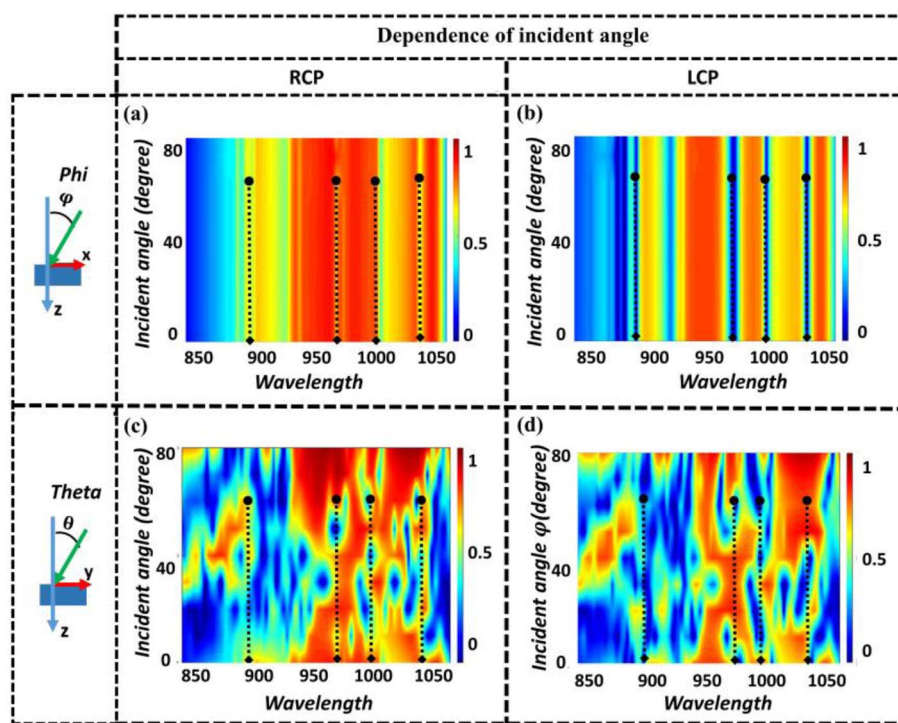 Dependence of incident angle
RCP
LCP
Phi
φ
x
z
(a)
Incident angle (degree)
80
40
0
850 900 950 1000 1050
Wavelength
1
0.5
0
(b)
Incident angle (degree)
80
40
0
850 900 950 1000 1050
Wavelength
1
0.5
0
Theta
θ
y
z
(c)
Incident angle (degree)
80
40
0
850 900 950 1000 1050
Wavelength
1
0.5
0
(d)
Incident angle φ(degree)
80
40
0
850 900 950 1000 1050
Wavelength
1
0.5
0